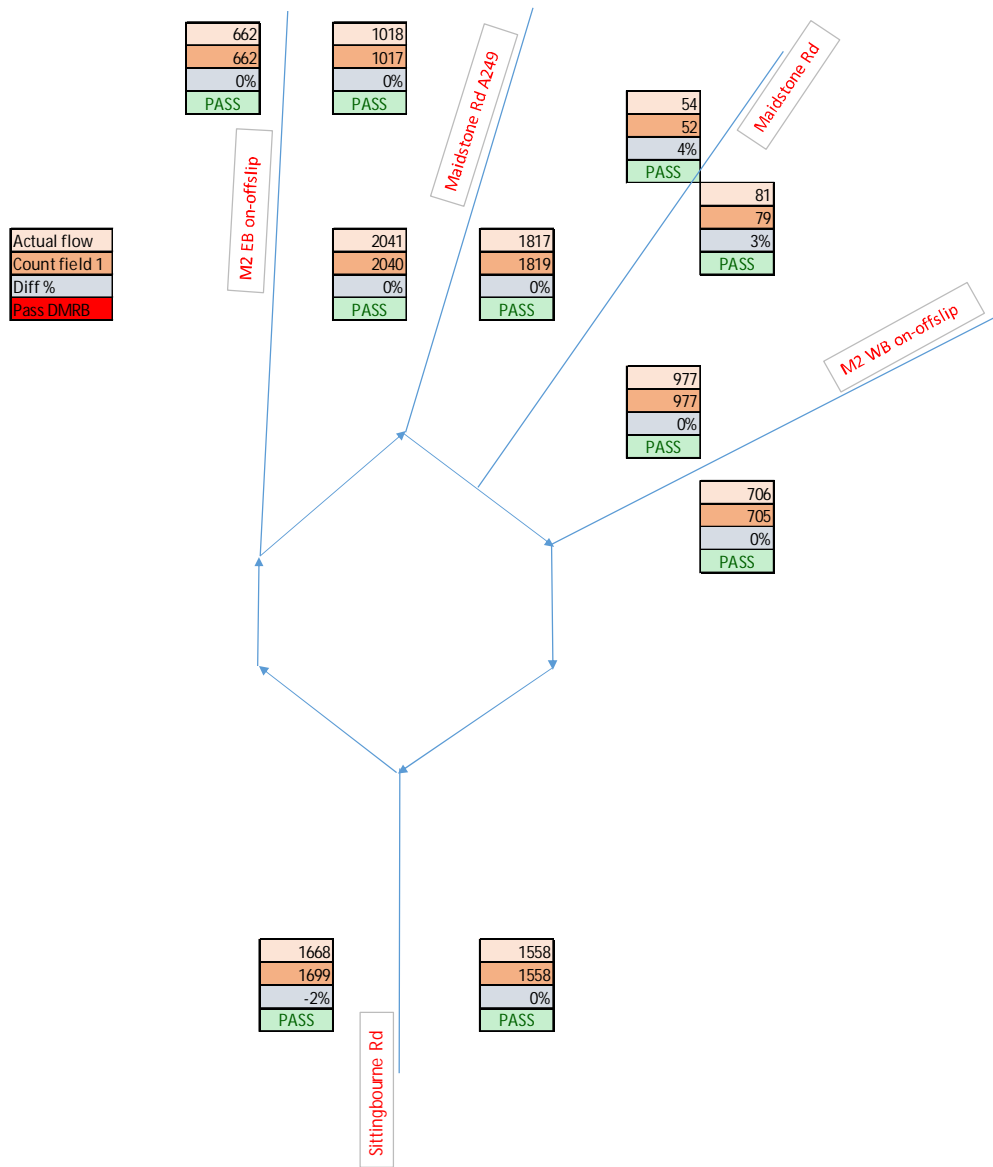 662
662
0%
PASS
1018
1017
0%
PASS
Maidstone Rd A249
Maidstone Rd
54
52
4%
PASS
M2 EB on-offslip
81
79
3%
PASS
Actual flow
Count field 1
Diff %
Pass DMRB
2041
2040
0%
PASS
1817
1819
0%
PASS
M2 WB on-offslip
977
977
0%
PASS
706
705
0%
PASS
1668
1699
-2%
PASS
1558
1558
0%
PASS
Sittingbourne Rd